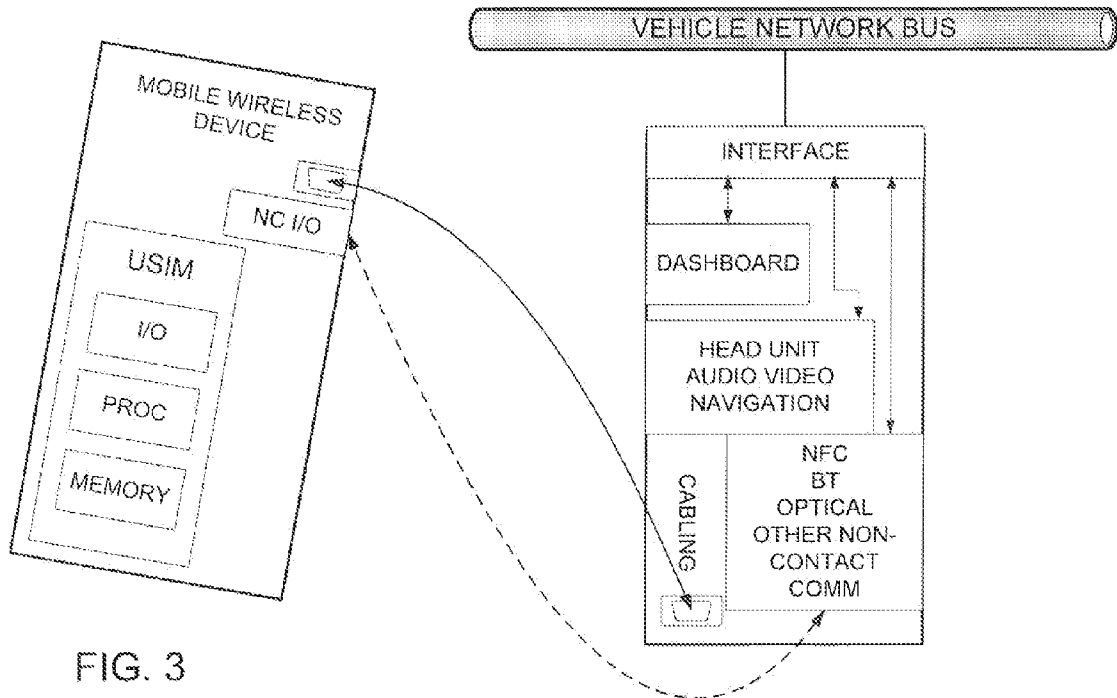 VEHICLE NETWORK BUS
MOBILE WIRELESS
DEVICE
NC I/O
USIM
I/O
PROC
MEMORY
INTERFACE
DASHBOARD
HEAD UNIT
AUDIO VIDEO
NAVIGATION
CABLING
NFC
BT
OPTICAL
OTHER NON-
CONTACT
COMM
FIG. 3